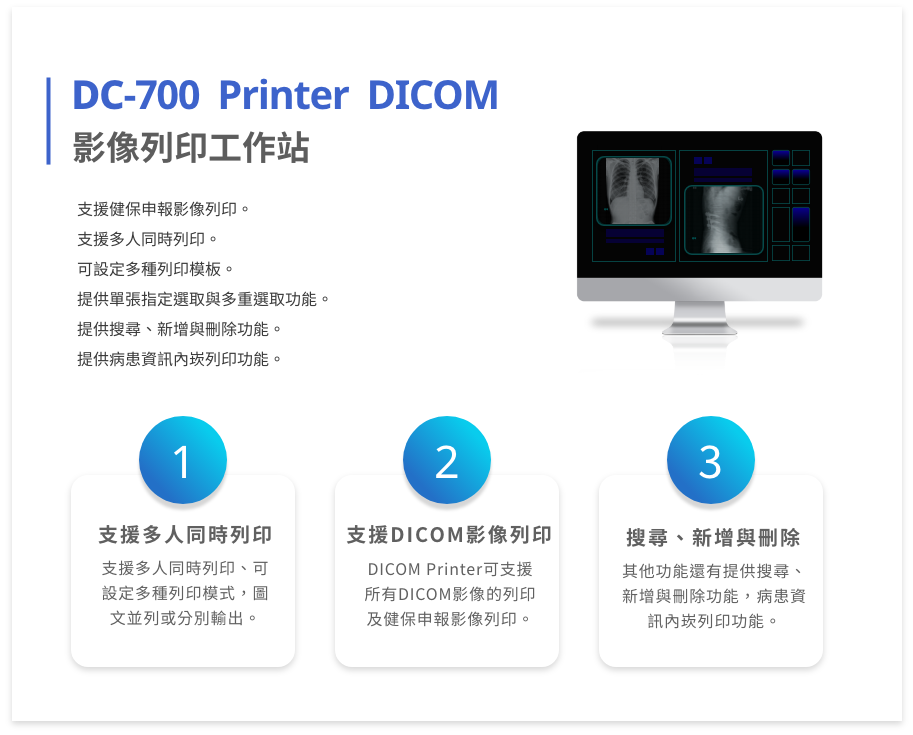 DC-700 Printer DICOM
影像列印工作站
支援健保申報影像列印。
支援多人同時列印。
可設定多種列印模板。
提供單張指定選取與多重選取功能。
提供搜尋、新增與刪除功能。
提供病患資訊內崁列印功能。
1
支援多人同時列印
支援多人同時列印、可
設定多種列印模式，圖
文並列或分別輸出。
2
支援DICOM影像列印
DICOM Printer可支援
所有DICOM影像的列印
及健保申報影像列印。
3
搜尋、新增與刪除
其他功能還有提供搜尋、
新增與刪除功能，病患資
訊內崁列印功能。